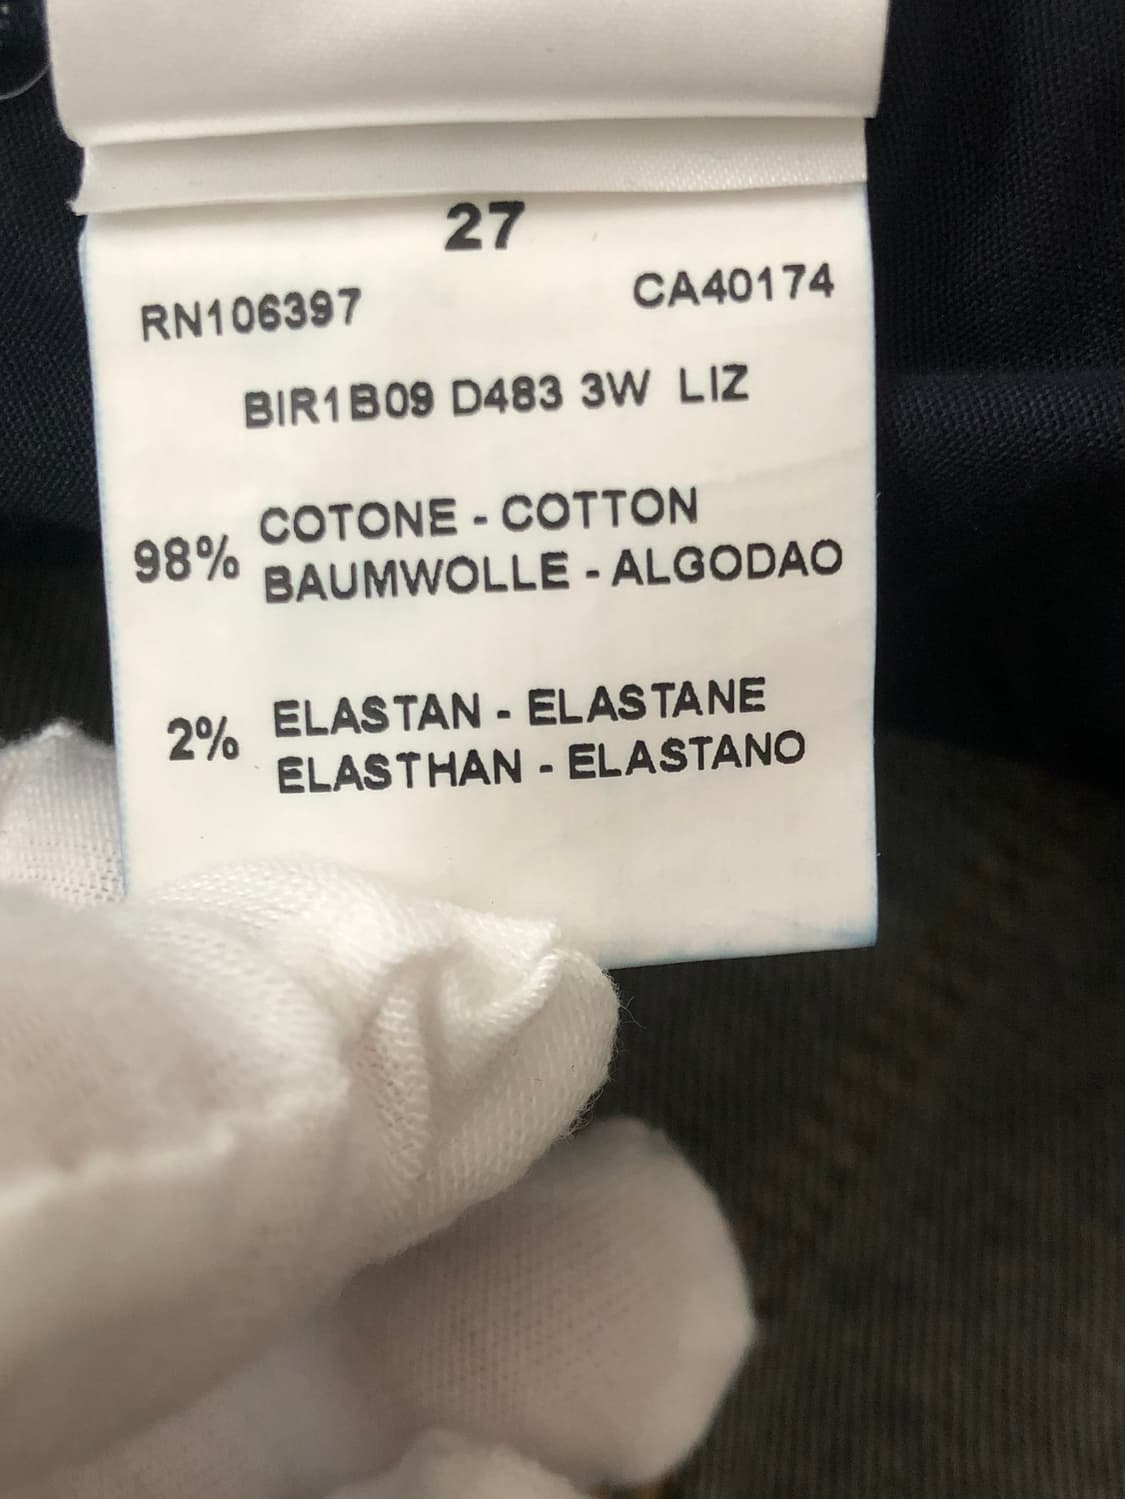 27
RN106397 CA40174
BIR1B09 D483 3W LIZ
98% COTONE - COTTON
BAUMWOLLE - ALGODAO
2% ELASTAN - ELASTANE
ELASTHAN - ELASTANO